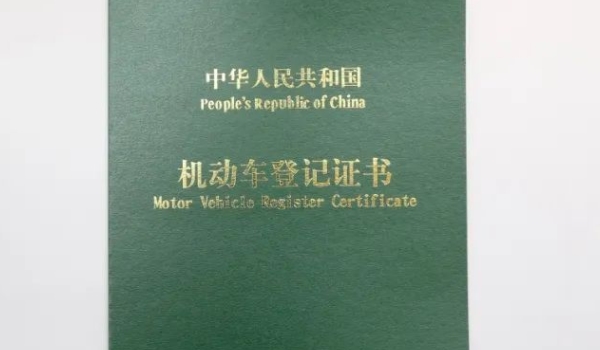 中华人民共和国
People's Republic of China
机动车登记证书
Motor Vehicle Register Certificate